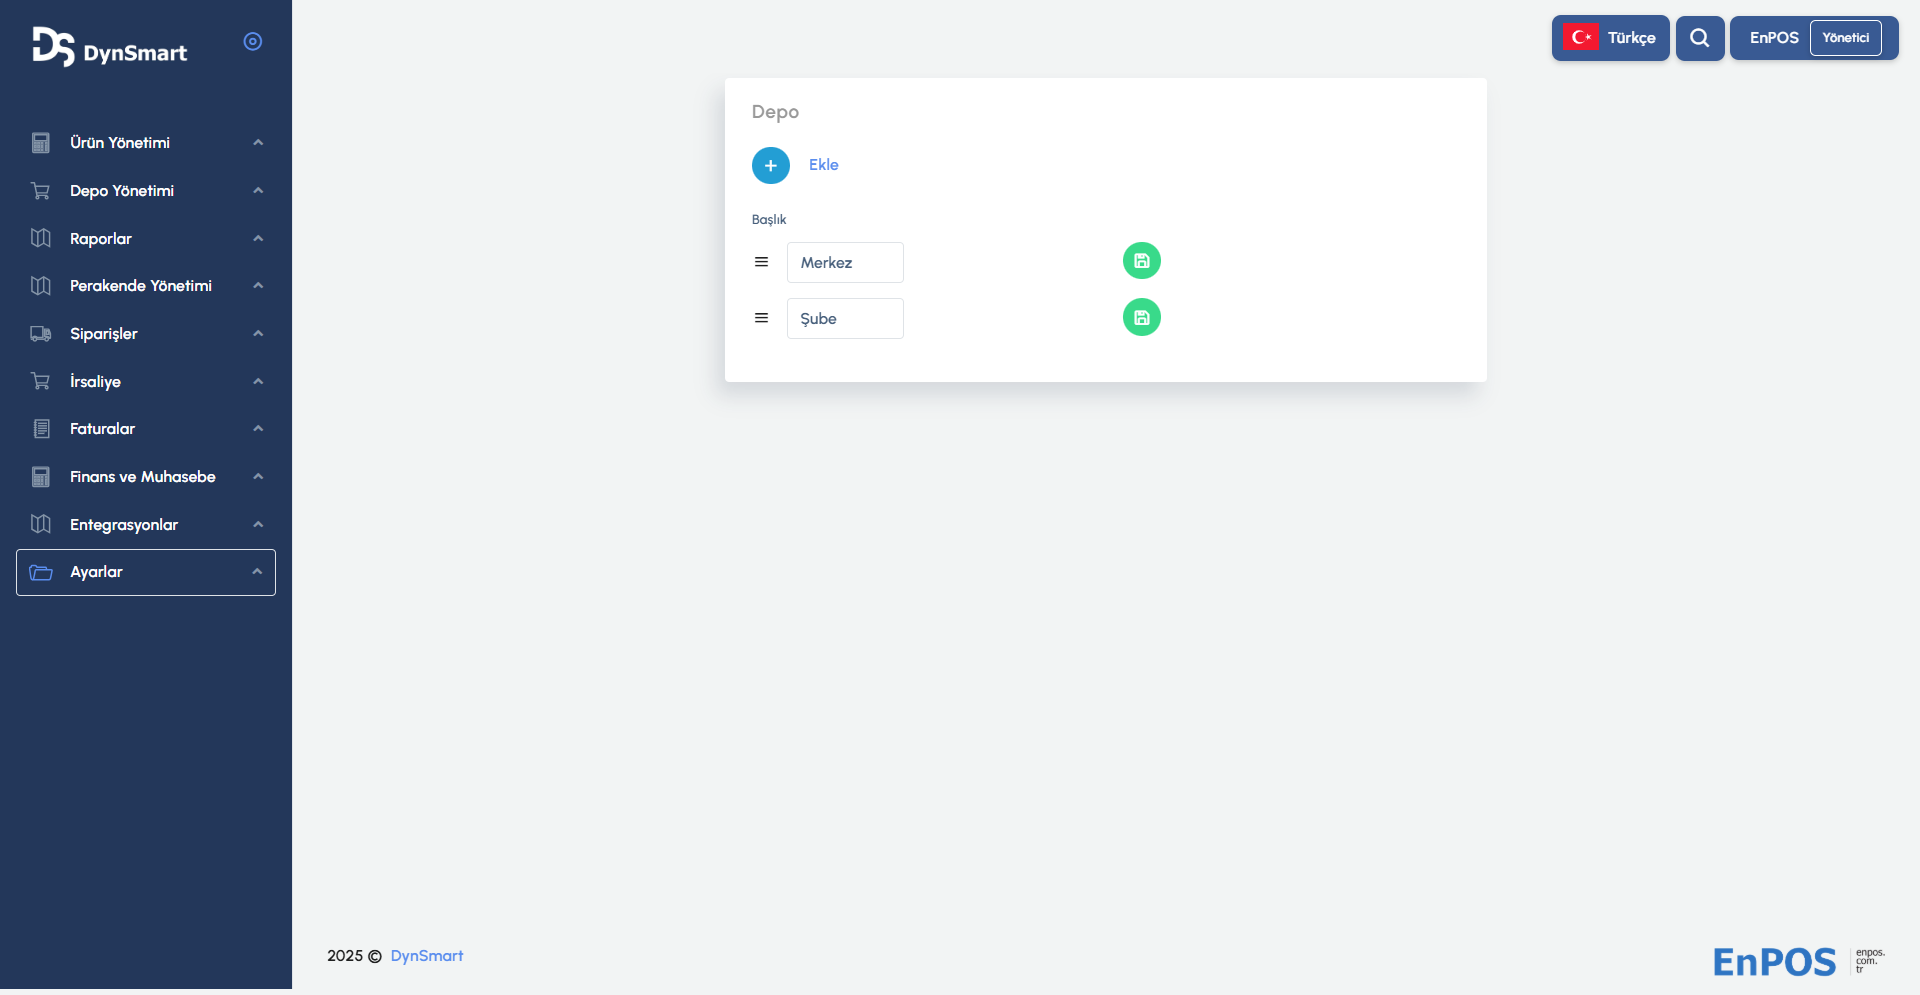 DS DynSmart
Türkçe
EnPOS
Yönetici
Ürün Yönetimi
Depo Yönetimi
Raporlar
Perakende Yönetimi
Siparişler
İrsaliye
Faturalar
Finans ve Muhasebe
Entegrasyonlar
Ayarlar
Depo
+ Ekle
Başlık
Merkez
Şube
2025 © DynSmart
EnPOS
enpos.
com.
tr